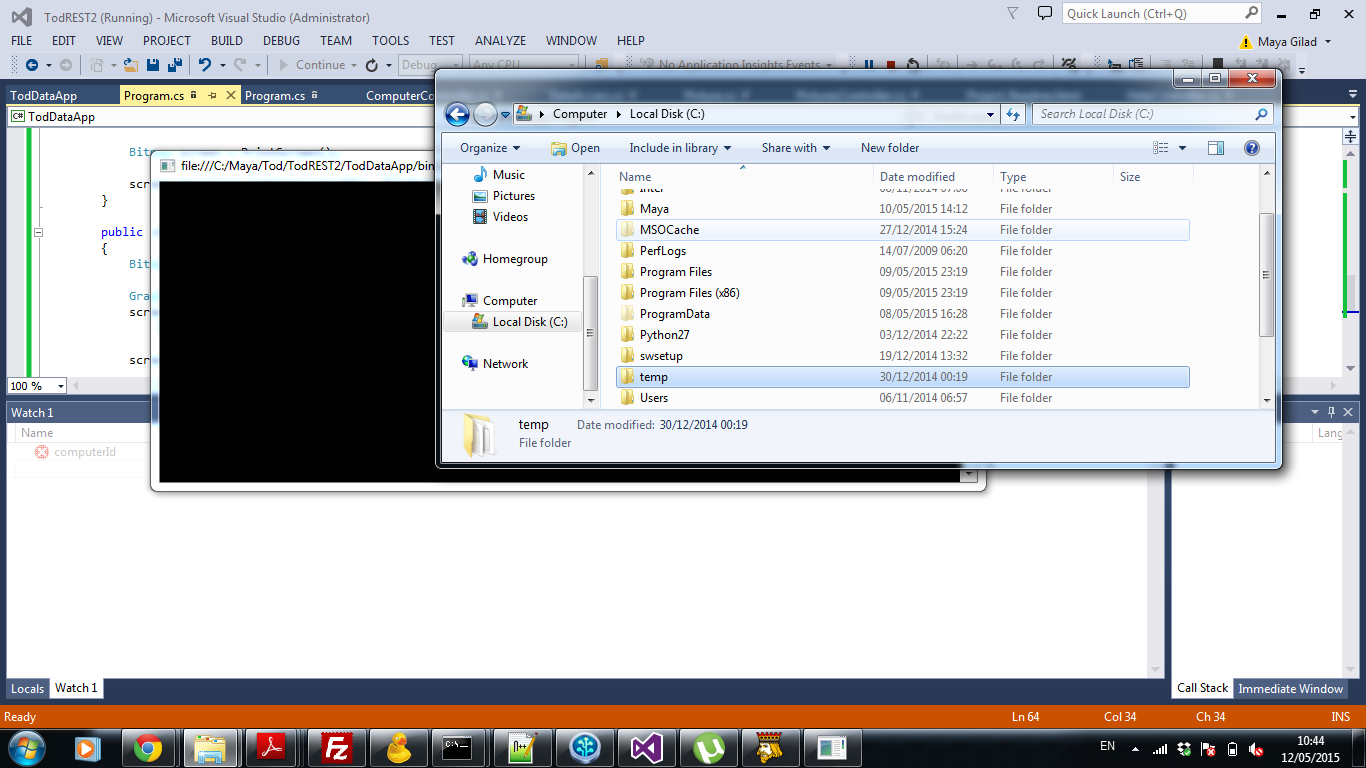 TodREST2 (Running) - Microsoft Visual Studio (Administrator)
Quick Launch (Ctrl+Q)
FILE EDIT VIEW PROJECT BUILD DEBUG TEAM TOOLS TEST ANALYZE WINDOW HELP
Maya Gilad
Continue Debug Any CPU No Application Insights Events
TodDataApp Program.cs Program.cs ComputerCo
TodDataApp
scr
}
public
{
Bit
Gra
scr
scr
100 %
file:///C:/Maya/Tod/TodREST2/TodDataApp/bin
Computer Local Disk (C:)
Search Local Disk (C:)
Organize Open Include in library Share with New folder
Music
Pictures
Videos
Homegroup
Computer
Local Disk (C:)
Network
Name Date modified Type Size
Intel 06/11/2014 07:00 File folder
Maya 10/05/2015 14:12 File folder
MSOCache 27/12/2014 15:24 File folder
PerfLogs 14/07/2009 06:20 File folder
Program Files 09/05/2015 23:19 File folder
Program Files (x86) 09/05/2015 23:19 File folder
ProgramData 08/05/2015 16:28 File folder
Python27 03/12/2014 22:22 File folder
swsetup 19/12/2014 13:32 File folder
temp 30/12/2014 00:19 File folder
Users 06/11/2014 06:57 File folder
temp Date modified: 30/12/2014 00:19
File folder
Watch 1
Name
computerId
Lang
Locals Watch 1
Call Stack Immediate Window
Ready Ln 64 Col 34 Ch 34 INS
EN
10:44
12/05/2015